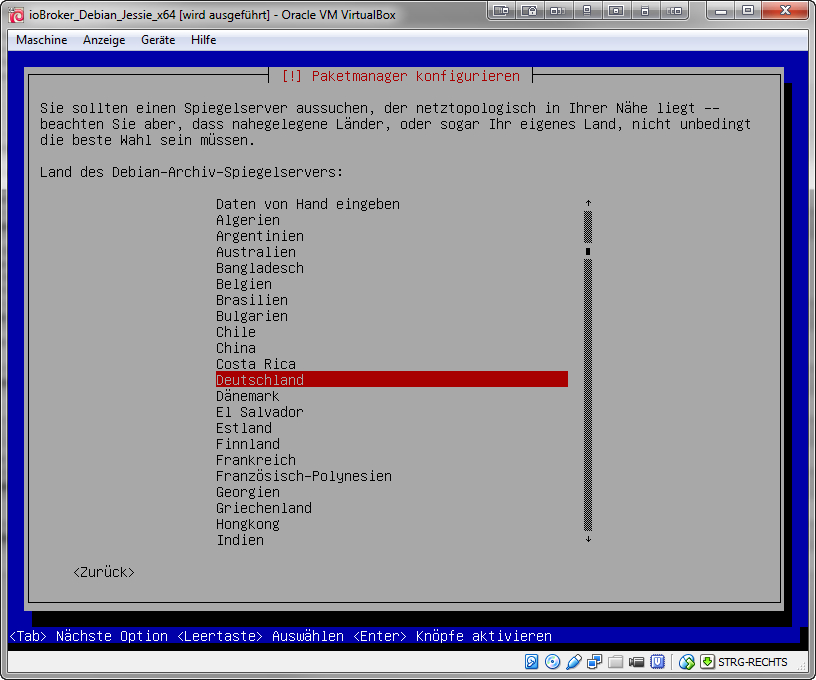 ioBroker_Debian_Jessie_x64 [wird ausgeführt] - Oracle VM VirtualBox
Maschine Anzeige Geräte Hilfe
[!] Paketmanager konfigurieren
Sie sollten einen Spiegelserver aussuchen, der netztopologisch in Ihrer Nähe liegt --
beachten Sie aber, dass nahegelegene Länder, oder sogar Ihr eigenes Land, nicht unbedingt
die beste Wahl sein müssen.
Land des Debian-Archiv-Spiegelservers:
Daten von Hand eingeben
Algerien
Argentinien
Australien
Bangladesch
Belgien
Brasilien
Bulgarien
Chile
China
Costa Rica
Deutschland
Dänemark
El Salvador
Estland
Finnland
Frankreich
Französisch-Polynesien
Georgien
Griechenland
Hongkong
Indien
<Zurück>
<Tab> Nächste Option <Leertaste> Auswählen <Enter> Knöpfe aktivieren
STRG-RECHTS